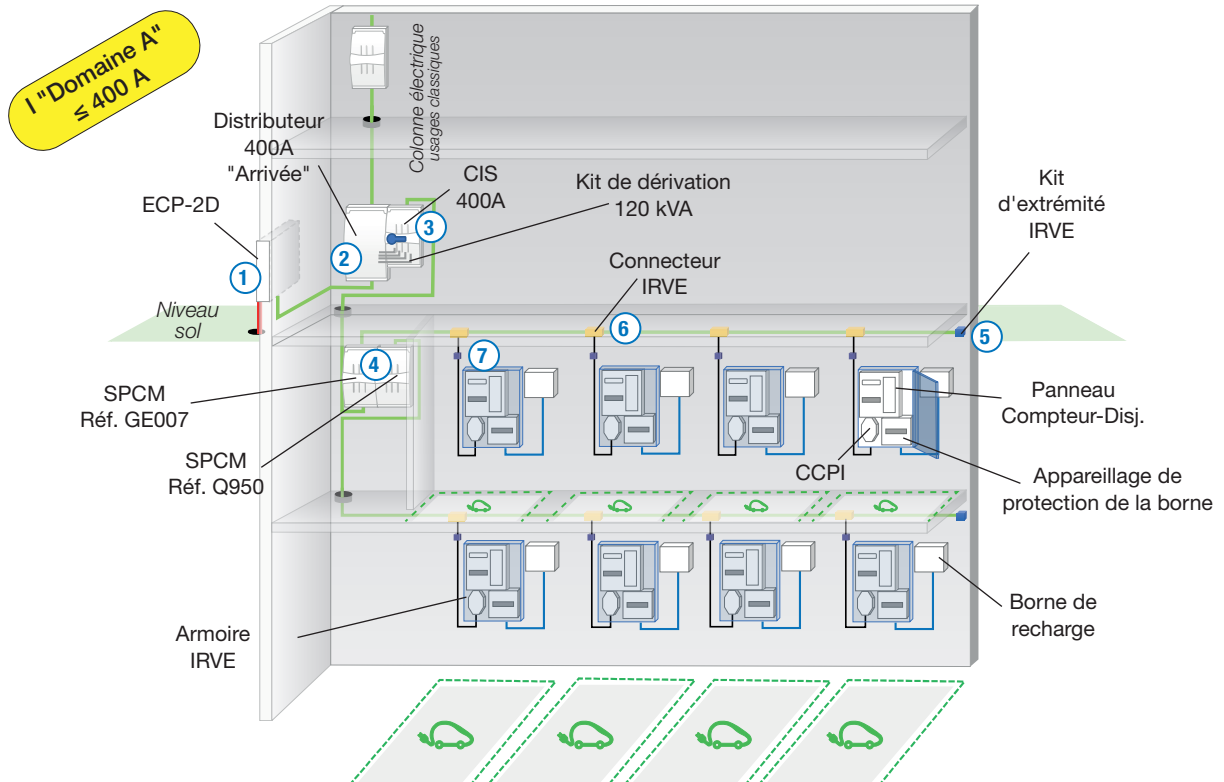 I "Domaine A"
≤ 400 A
Colonne électrique
usages classiques
Distributeur
400A
"Arrivée"
CIS
400A
Kit de dérivation
120 kVA
Kit
d'extrémité
IRVE
ECP-2D
3
2
1
Connecteur
IRVE
Niveau
sol
6
5
7
4
SPCM
Réf. GE007
Panneau
Compteur-Disj.
SPCM
Réf. Q950
CCPI
Appareillage de
protection de la borne
Armoire
IRVE
Borne de
recharge